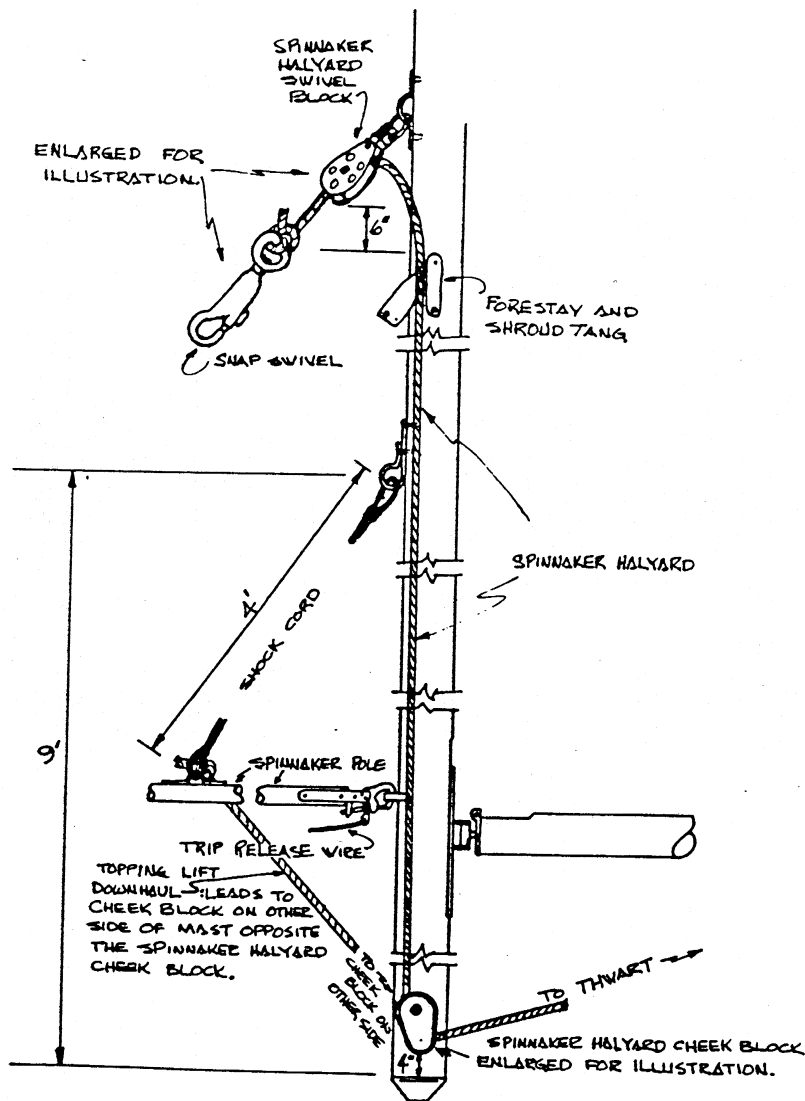 SPINNAKER
HALYARD
SWIVEL
BLOCK
ENLARGED FOR
ILLUSTRATION.
6"
FORESTAY AND
SHROUD TANG
SNAP SWIVEL
4'
SHOCK CORD
SPINNAKER HALYARD
9'
SPINNAKER POLE
TRIP RELEASE WIRE
TOPPING LIFT
DOWNHAUL :LEADS TO
CHEEK BLOCK ON OTHER
SIDE OF MAST OPPOSITE
THE SPINNAKER HALYARD
CHEEK BLOCK.
TO
CHEEK
BLOCK ON
OTHER SIDE
TO THWART
SPINNAKER HALYARD CHEEK BLOCK
ENLARGED FOR ILLUSTRATION.
4"